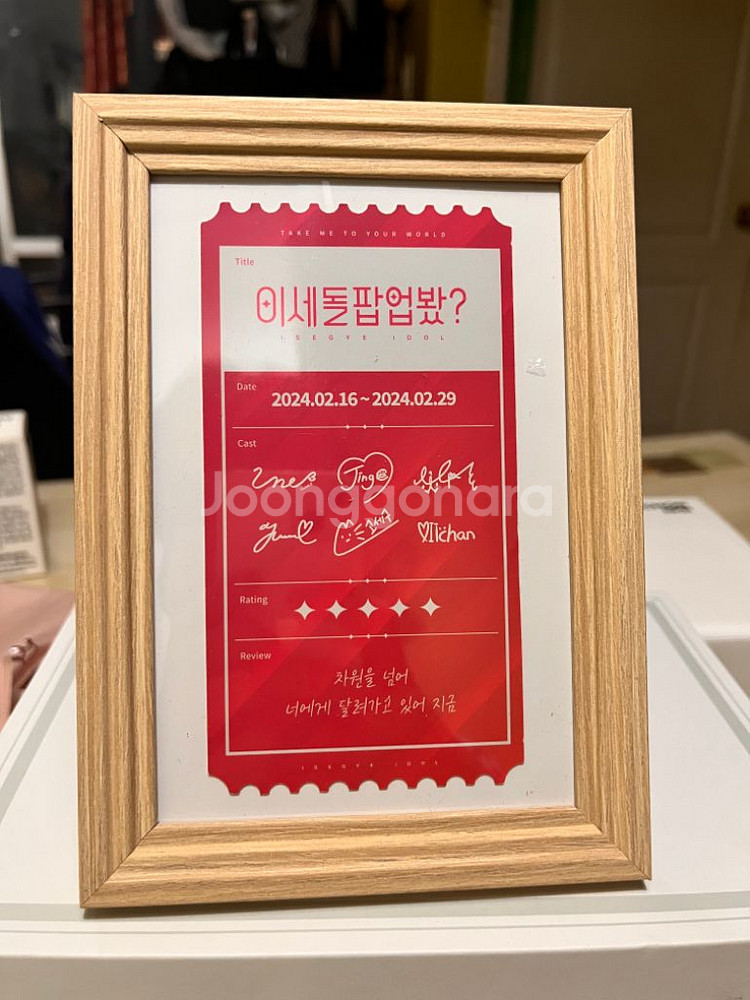 TAKE ME TO YOUR WORLD
Title
이세돌팝업봤?
ISEGYE IDOL
Date
2024.02.16~2024.02.29
Cast
Ines Jing
Joonggonara
Ilchan
Rating
Review
차원을 넘어
너에게 달려가고 있어 지금
ISEGYE IDOL